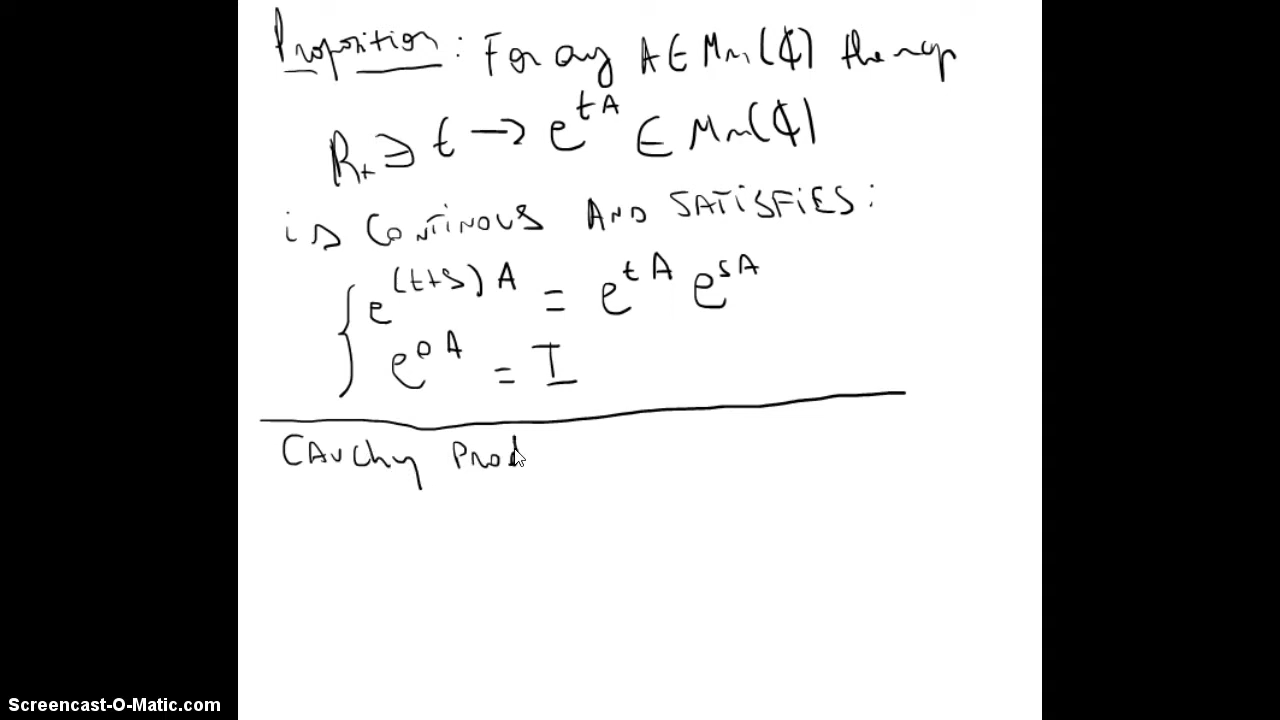 Proposition: For any A ∈ Mn(ℂ) the map
R+ ∋ t → e^{tA} ∈ Mn(ℂ)
is CONTINOUS AND SATISFIES:
{ e^{(t+s)A} = e^{tA} e^{sA}
e^{0A} = I
CAUchy Prod
Screencast-O-Matic.com